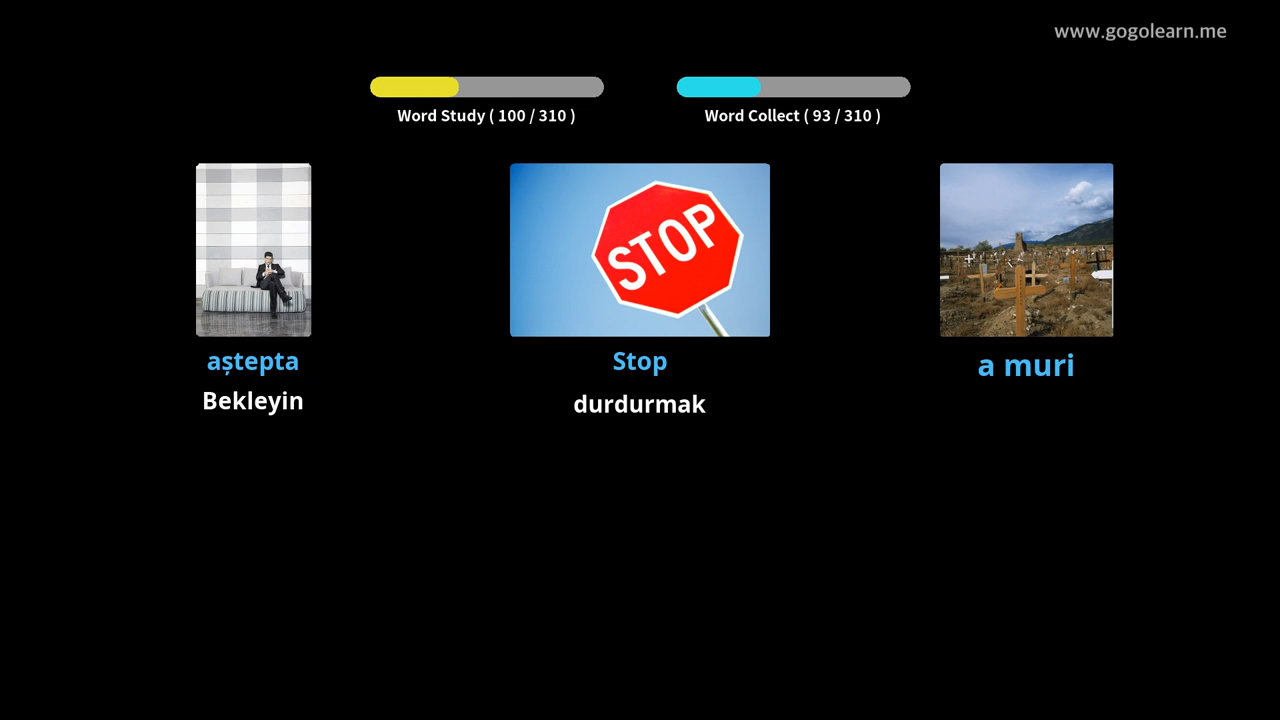 www.gogolearn.me
Word Study ( 100 / 310 )
Word Collect ( 93 / 310 )
STOP
aștepta
Stop
a muri
Bekleyin
durdurmak